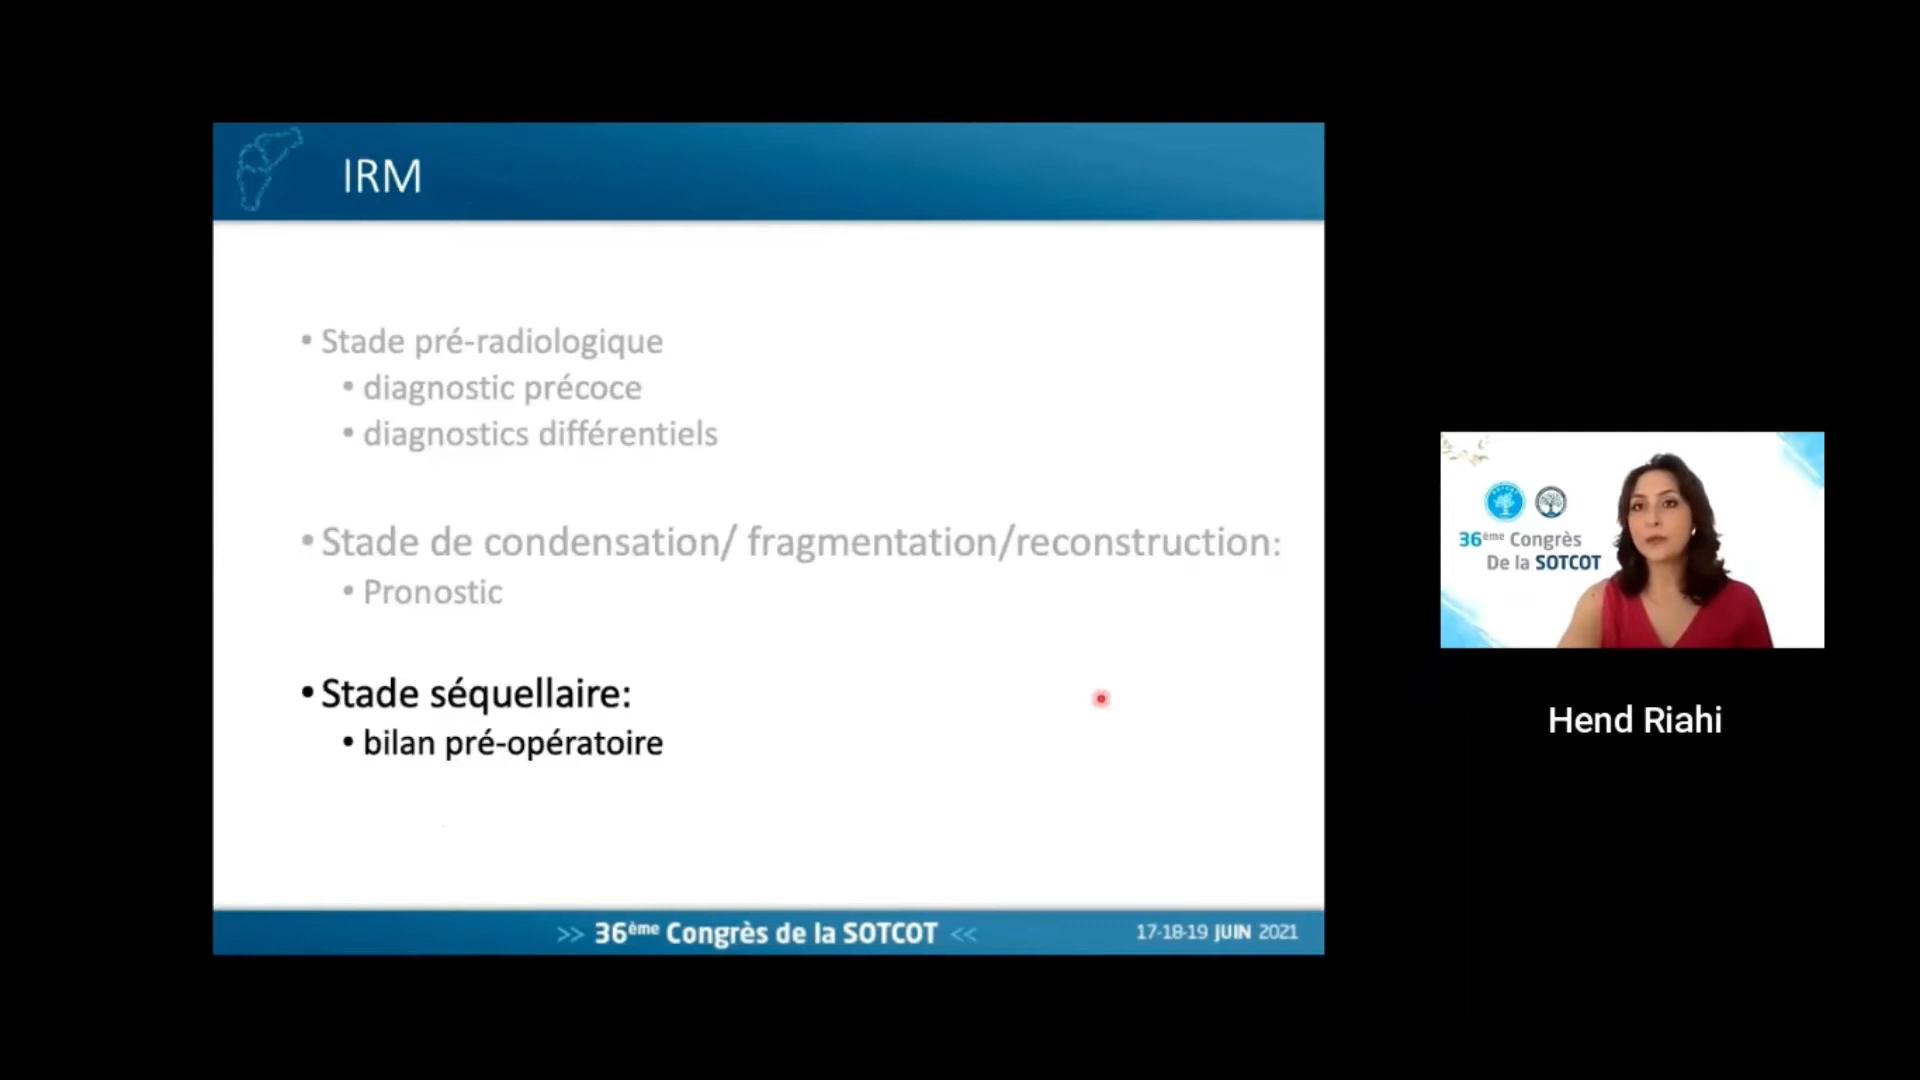 IRM
• Stade pré-radiologique
• diagnostic précoce
• diagnostics différentiels
• Stade de condensation/ fragmentation/reconstruction:
• Pronostic
• Stade séquellaire:
• bilan pré-opératoire
>> 36ème Congrès de la SOTCOT <<
17-18-19 JUIN 2021
36ème Congrès
De la SOTCOT
Hend Riahi